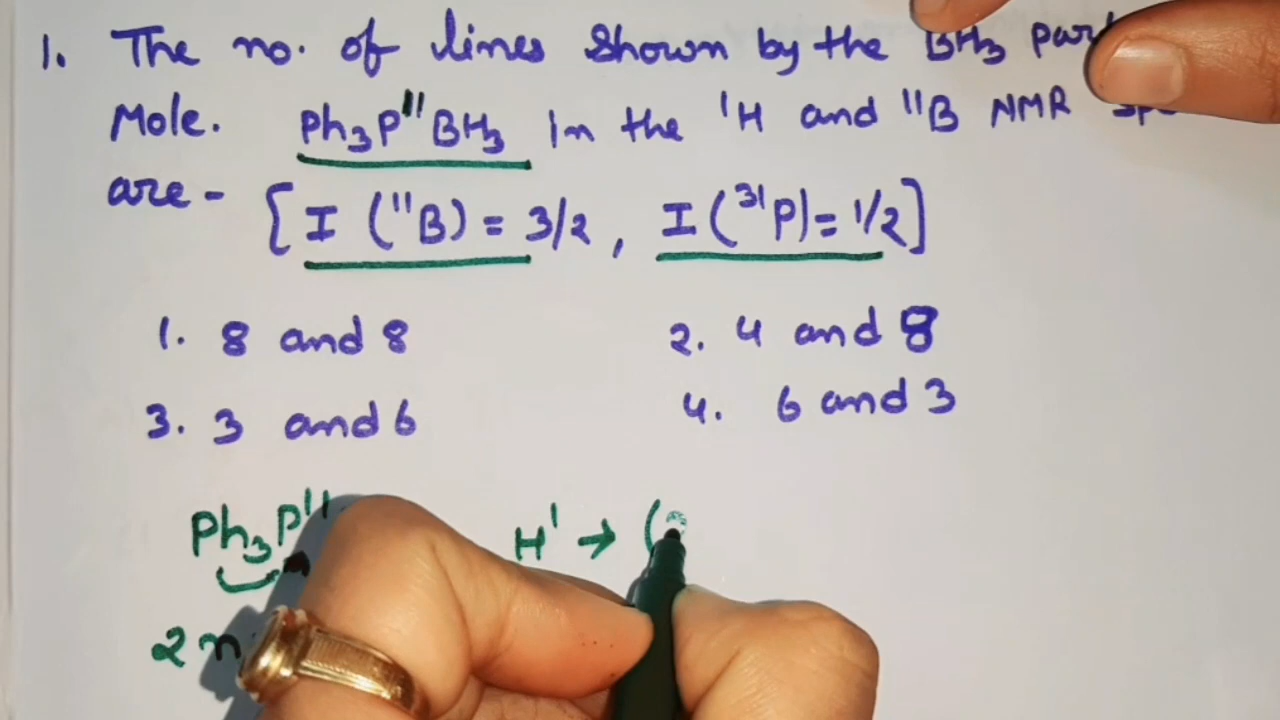 1. The no. of lines shown by the BH₃
Mole. Ph₃P¹¹BH₃ in the ¹H and ¹¹B NMR
are - [I (¹¹B) = 3/2, I(³¹P) = 1/2]
1. 8 and 8 2. 4 and 8
3. 3 and 6 4. 6 and 3
Ph₃P¹¹ H¹ → (
2n